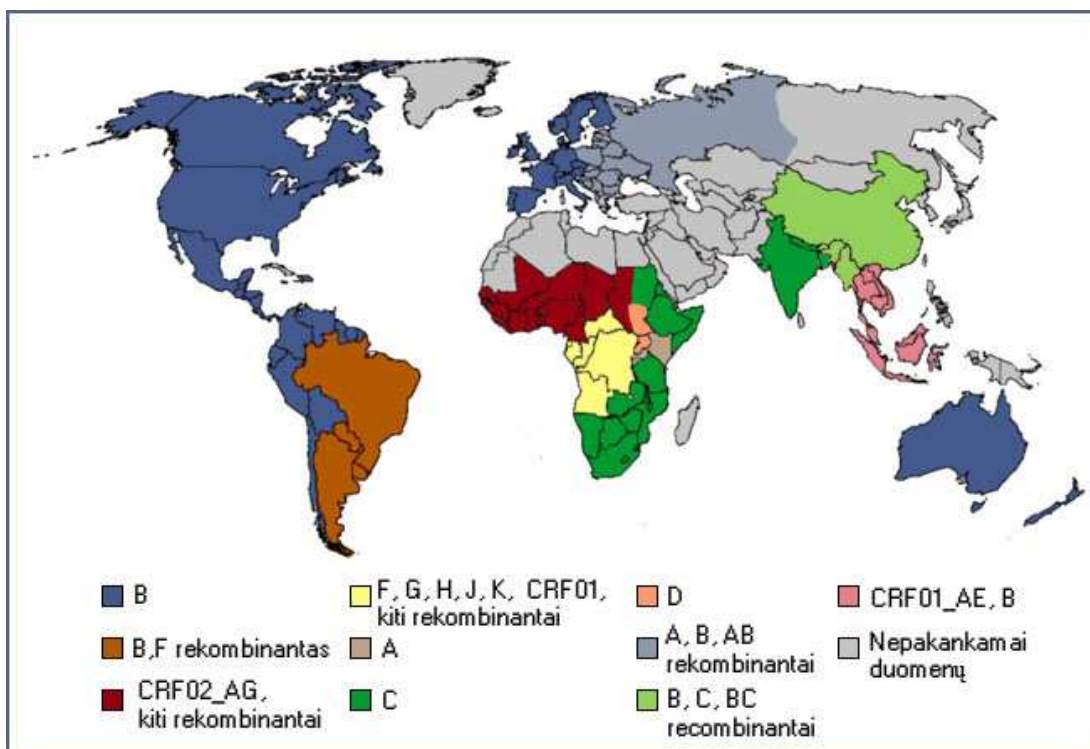 B
B,F rekombinantas
CRF02_AG,
kiti rekombinantai
F, G, H, J, K, CRF01,
kiti rekombinantai
A
C
D
A, B, AB
rekombinantai
B, C, BC
recombinantai
CRF01_AE, B
Nepakankamai
duomenų